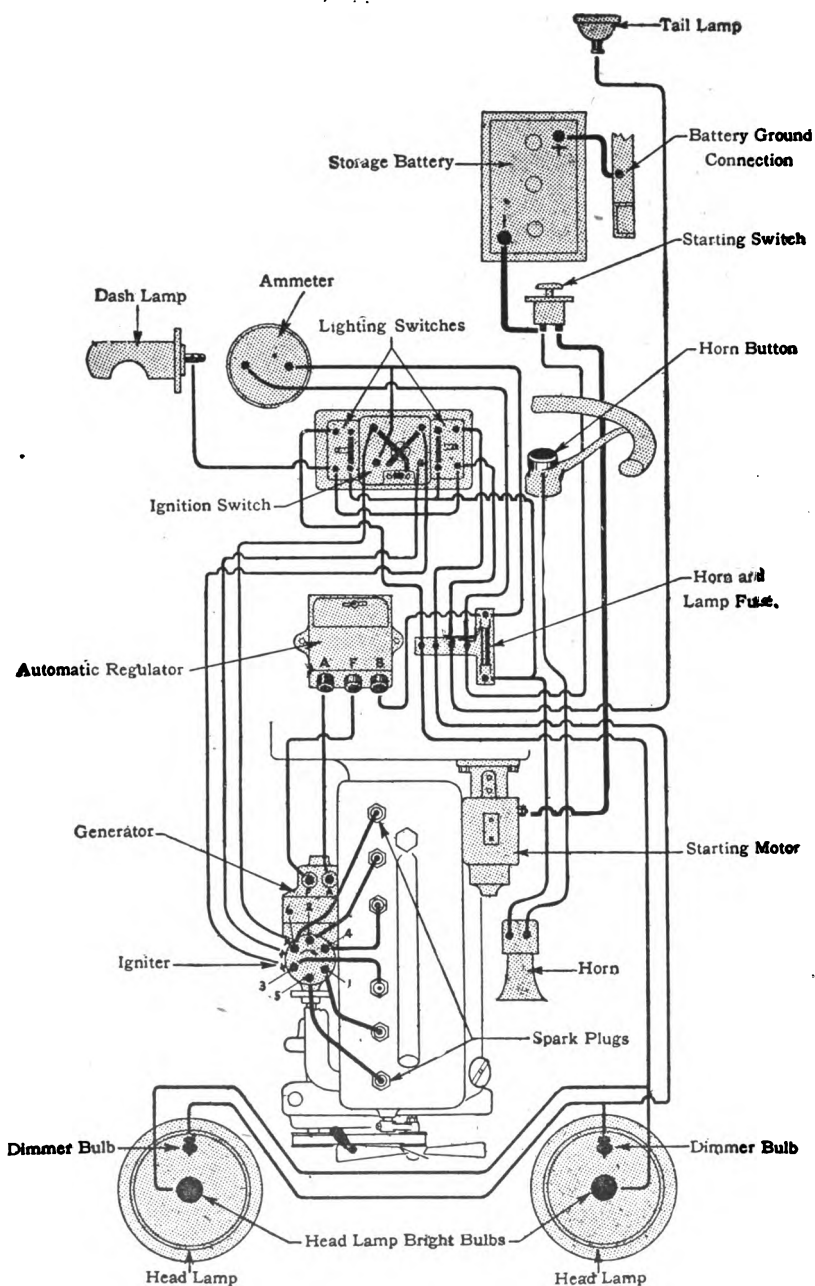 Tail Lamp
Battery Ground
Connection
Storage Battery
+
Starting Switch
Ammeter
Dash Lamp
Lighting Switches
Horn Button
Ignition Switch
Horn and
Lamp Fuse.
Automatic Regulator
A F B
Generator
Starting Motor
4
Igniter
3
5
1
Horn
Spark Plugs
Dimmer Bulb
Dimmer Bulb
Head Lamp Bright Bulbs
Head Lamp
Head Lamp